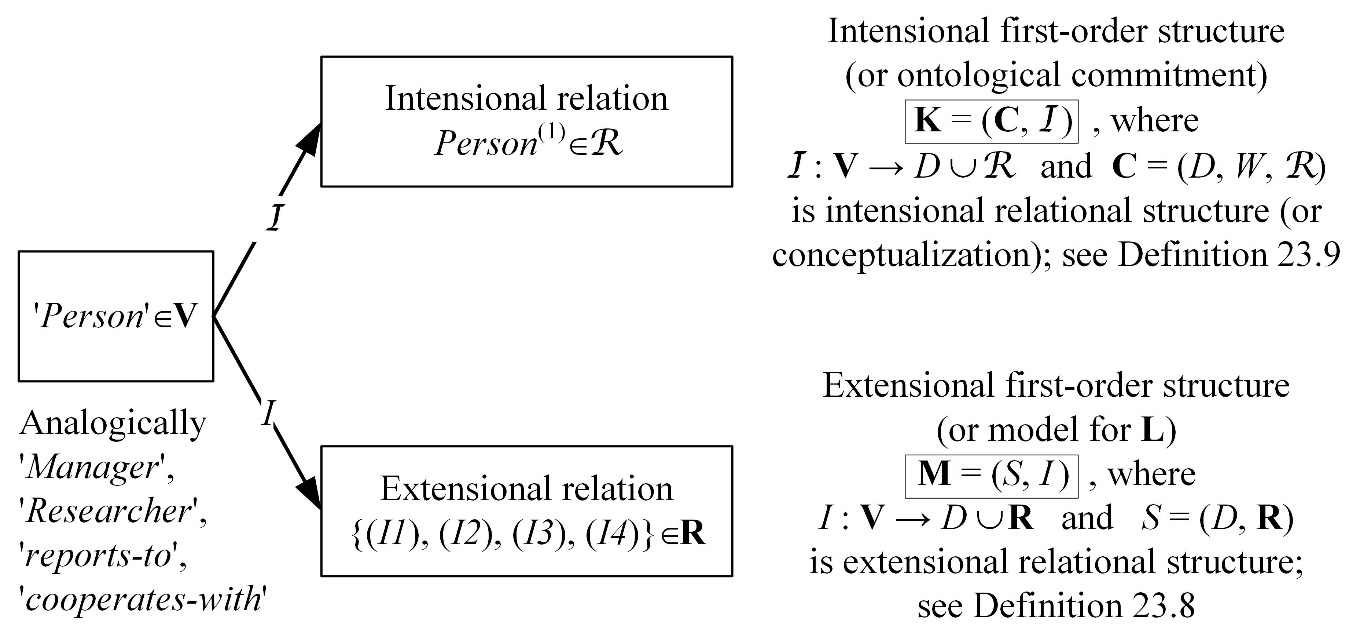 'Person'∈V
Analogically
'Manager',
'Researcher',
'reports-to',
'cooperates-with'
ℐ
I
Intensional relation
Person⁽¹⁾∈ℛ
Extensional relation
{(I1), (I2), (I3), (I4)}∈R
Intensional first-order structure
(or ontological commitment)
K = (C, ℐ) , where
ℐ : V → D ∪ ℛ and C = (D, W, ℛ)
is intensional relational structure (or
conceptualization); see Definition 23.9
Extensional first-order structure
(or model for L)
M = (S, I) , where
I : V → D ∪ R and S = (D, R)
is extensional relational structure;
see Definition 23.8